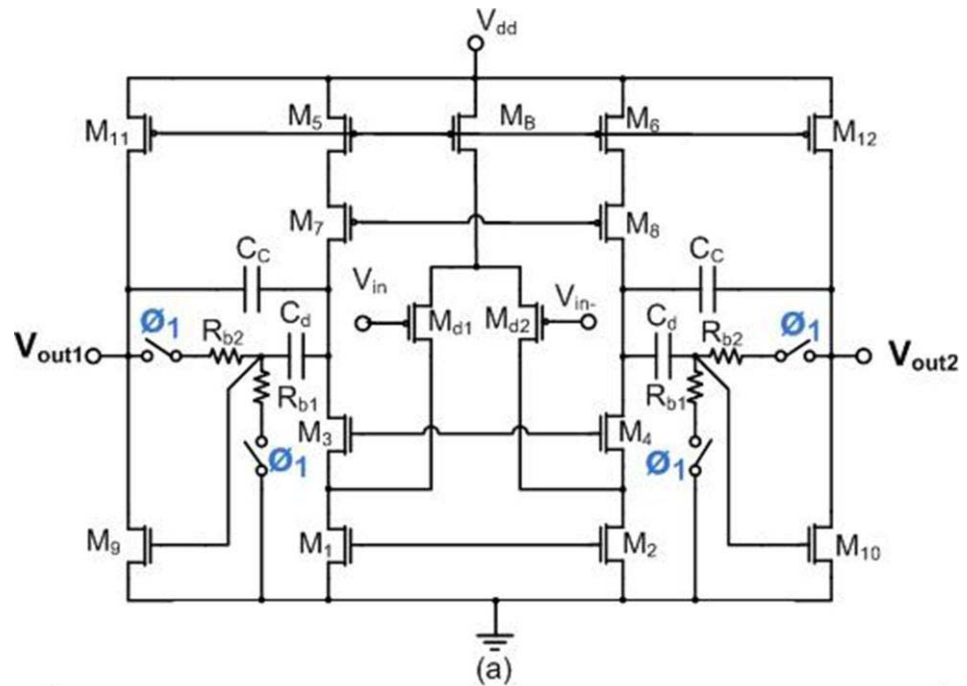 Vdd
M11 M5 MB M6 M12
M7 M8
CC Vin Vin- CC
Md1 Md2
Ø1 Rb2 Cd Cd Rb2 Ø1
Vout1 Vout2
Rb1 Rb1
M3 M4
Ø1 Ø1
M9 M1 M2 M10
(a)